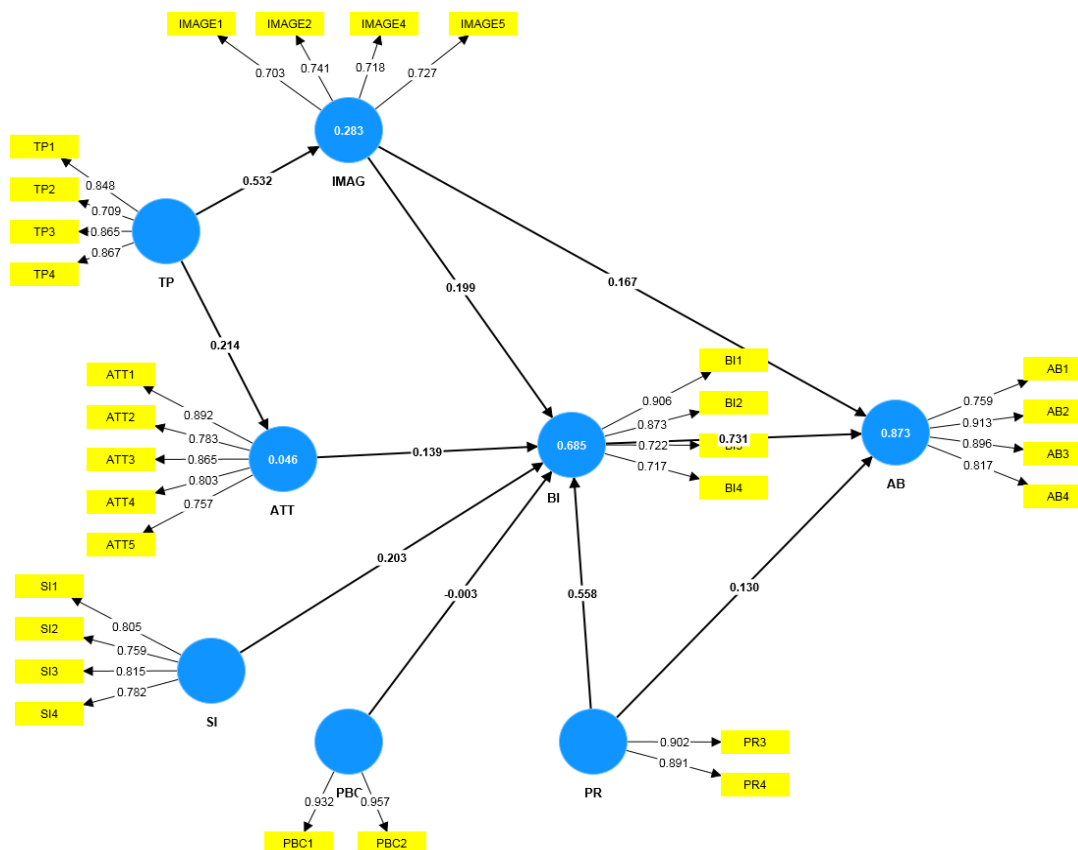 IMAGE1
IMAGE2
IMAGE4
IMAGE5
0.703
0.741
0.718
0.727
0.283
IMAG
TP1
TP2
TP3
TP4
0.848
0.709
0.865
0.867
TP
0.532
0.214
0.199
0.167
ATT1
ATT2
ATT3
ATT4
ATT5
0.892
0.783
0.865
0.803
0.757
0.046
ATT
0.139
BI1
BI2
BI4
0.906
0.873
0.722
0.717
0.685
BI
0.731
AB1
AB2
AB3
AB4
0.759
0.913
0.896
0.817
0.873
AB
SI1
SI2
SI3
SI4
0.805
0.759
0.815
0.782
SI
0.203
-0.003
0.558
0.130
PBC
0.932
0.957
PBC1
PBC2
PR
0.902
0.891
PR3
PR4